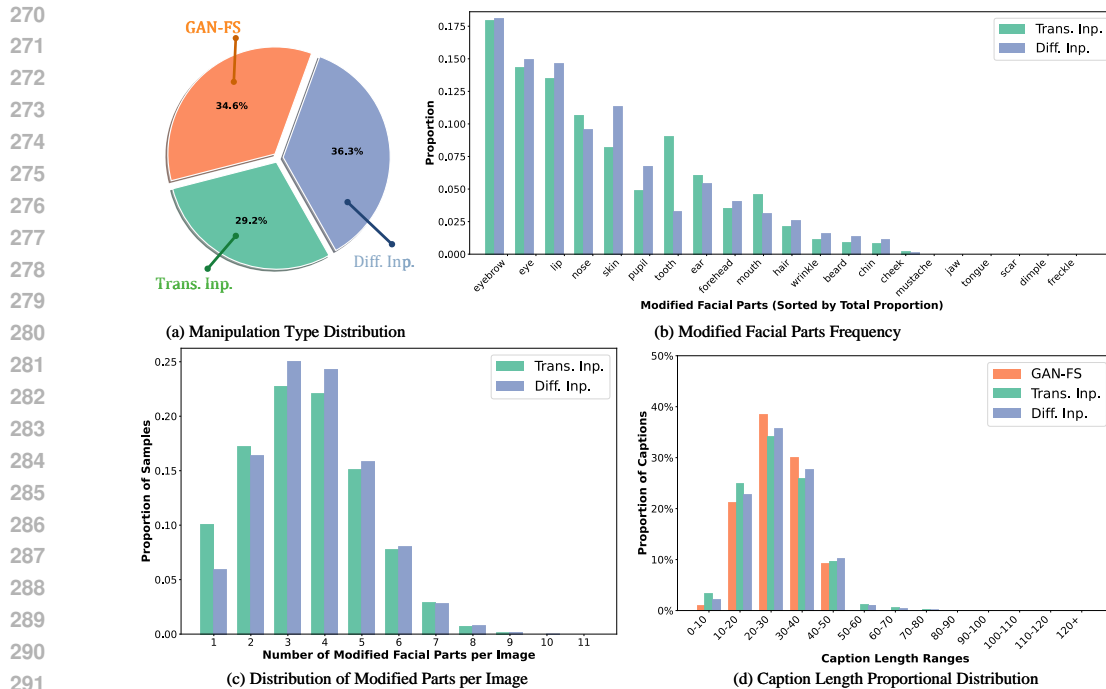 270
271
272
273
274
275
276
277
278
279
280
281
282
283
284
285
286
287
288
289
290
291
GAN-FS
34.6%
36.3%
29.2%
Diff. Inp.
Trans. Inp.
(a) Manipulation Type Distribution
Proportion
0.175
0.150
0.125
0.100
0.075
0.050
0.025
0.000
Trans. Inp.
Diff. Inp.
eyebrow
eye
lip
nose
skin
pupil
tooth
ear
forehead
mouth
hair
wrinkle
beard
chin
cheek
mustache
jaw
tongue
scar
dimple
freckle
Modified Facial Parts (Sorted by Total Proportion)
(b) Modified Facial Parts Frequency
Proportion of Samples
0.25
0.20
0.15
0.10
0.05
0.00
Trans. Inp.
Diff. Inp.
1 2 3 4 5 6 7 8 9 10 11
Number of Modified Facial Parts per Image
(c) Distribution of Modified Parts per Image
Proportion of Captions
50%
40%
30%
20%
10%
0%
GAN-FS
Trans. Inp.
Diff. Inp.
0-10
10-20
20-30
30-40
40-50
50-60
60-70
70-80
80-90
90-100
100-110
110-120
120+
Caption Length Ranges
(d) Caption Length Proportional Distribution